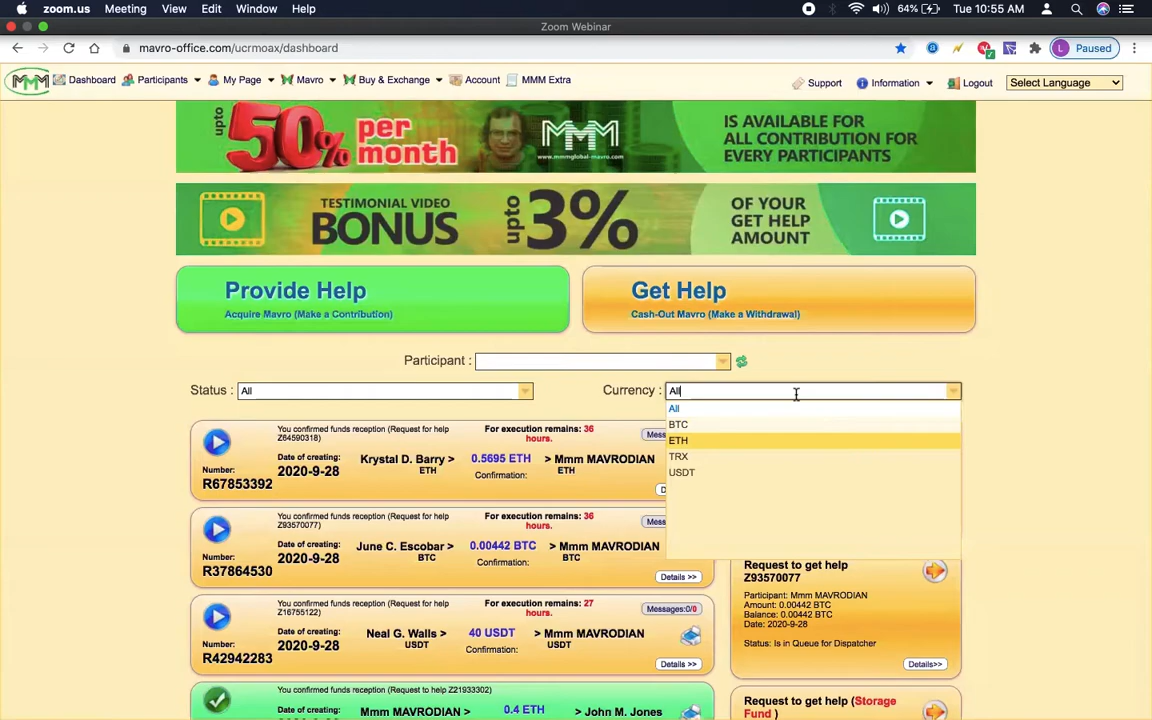 zoom.us Meeting View Edit Window Help 64% Tue 10:55 AM
Zoom Webinar
mavro-office.com/ucrmoax/dashboard L Paused
MMM Dashboard Participants My Page Mavro Buy & Exchange Account MMM Extra Support Information Logout Select Language
upto 50% per month MMM www.mmmglobal-mavro.com IS AVAILABLE FOR
ALL CONTRIBUTION FOR
EVERY PARTICIPANTS
TESTIMONIAL VIDEO
BONUS upto 3% OF YOUR
GET HELP
AMOUNT
Provide Help
Acquire Mavro (Make a Contribution)
Get Help
Cash-Out Mavro (Make a Withdrawal)
Participant :
Status : All Currency : All
All
BTC
ETH
TRX
USDT
You confirmed funds reception (Request for help Z64590318)
For execution remains: 36 hours.
Mess
Number:
R67853392
Date of creating:
2020-9-28
Krystal D. Barry > 0.5695 ETH > Mmm MAVRODIAN
ETH Confirmation: ETH
D
You confirmed funds reception (Request for help Z93570077)
For execution remains: 36 hours.
Mess
Number:
R37864530
Date of creating:
2020-9-28
June C. Escobar > 0.00442 BTC > Mmm MAVRODIAN
BTC Confirmation: BTC
Details >>
You confirmed funds reception (Request for help Z16755122)
For execution remains: 27 hours.
Messages:0/0
Number:
R42942283
Date of creating:
2020-9-28
Neal G. Walls > 40 USDT > Mmm MAVRODIAN
USDT Confirmation: USDT
Details >>
You confirmed funds reception (Request to help Z21933302)
Date of creating:
Mmm MAVRODIAN > 0.4 ETH > John M. Jones
Request to get help
Z93570077
Participant: Mmm MAVRODIAN
Amount: 0.00442 BTC
Balance: 0.00442 BTC
Date: 2020-9-28
Status: Is in Queue for Dispatcher
Details>>
Request to get help (Storage
Fund )